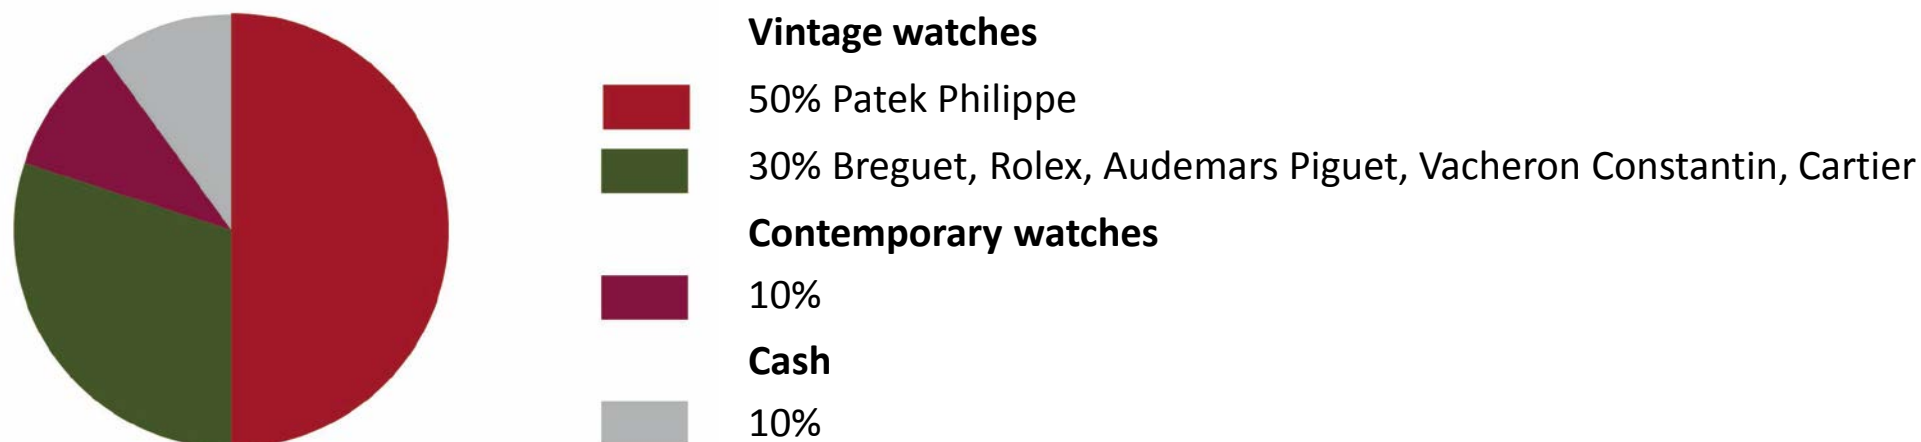 Vintage watches
50% Patek Philippe
30% Breguet, Rolex, Audemars Piguet, Vacheron Constantin, Cartier
Contemporary watches
10%
Cash
10%